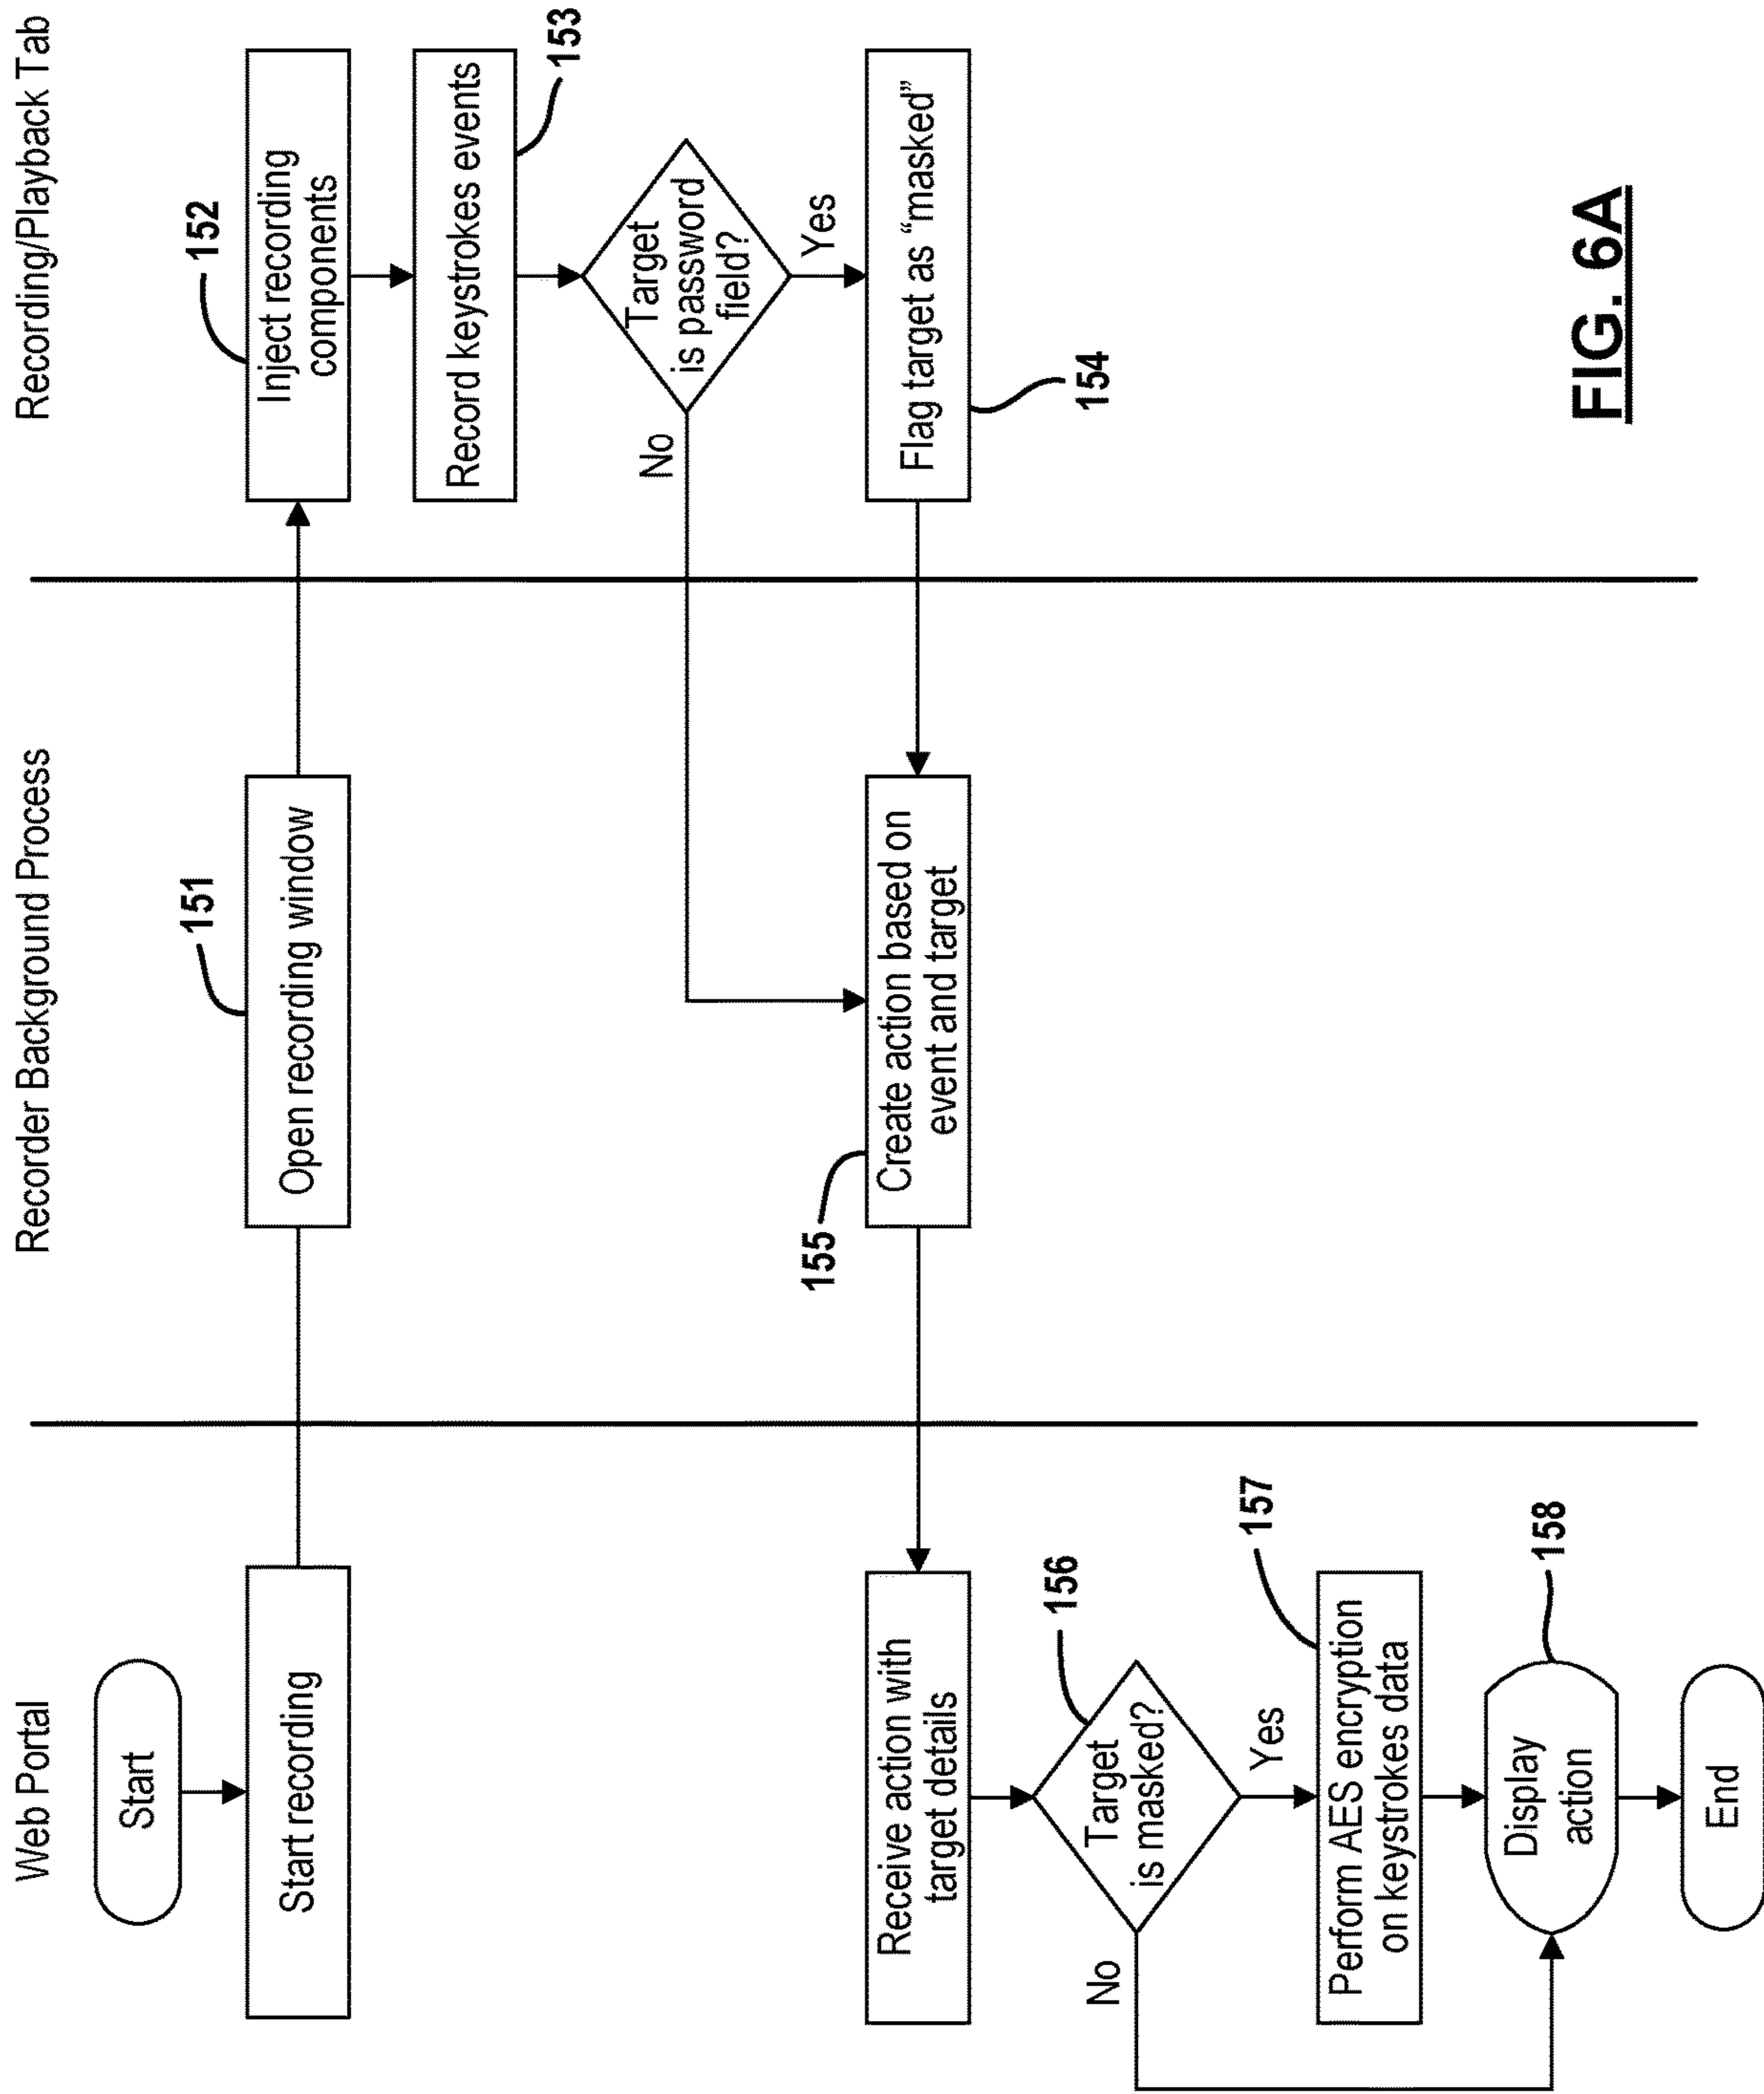 Web Portal
Recorder Background Process
Recording/Playback Tab
Start
Start recording
151
Open recording window
152
Inject recording
components
Record keystrokes events
153
Target
is password
field?
No
Yes
Flag target as “masked”
154
155
Create action based on
event and target
Receive action with
target details
156
Target
is masked?
No
Yes
157
Perform AES encryption
on keystrokes data
158
Display
action
End
FIG. 6A